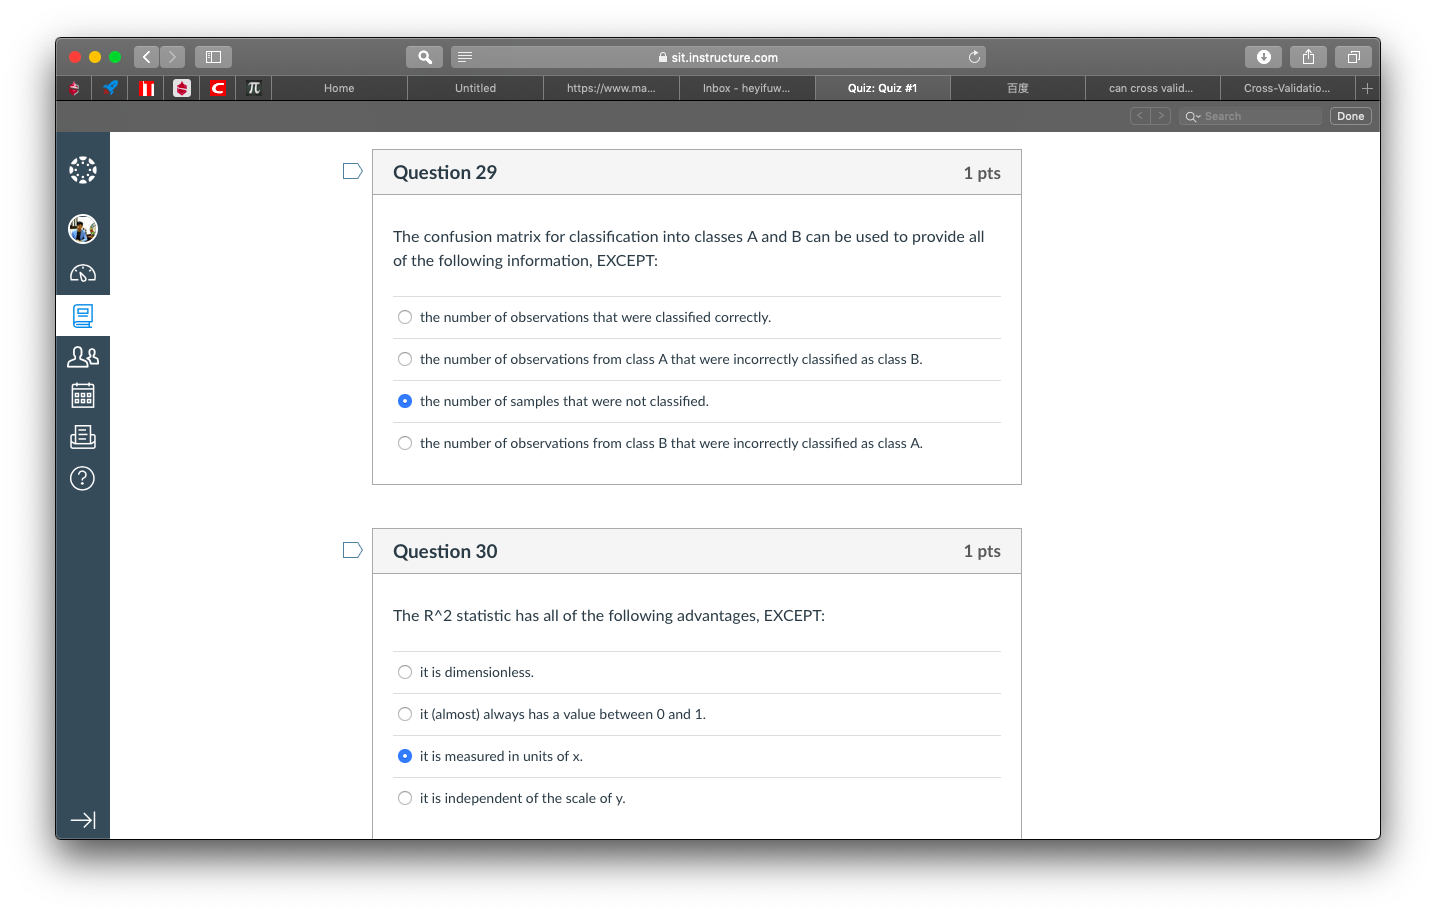 sit.instructure.com
Home
Untitled
https://www.ma...
Inbox - heyifuw...
Quiz: Quiz #1
百度
can cross valid...
Cross-Validatio...
Search
Done
Question 29
1 pts
The confusion matrix for classification into classes A and B can be used to provide all
of the following information, EXCEPT:
the number of observations that were classified correctly.
the number of observations from class A that were incorrectly classified as class B.
the number of samples that were not classified.
the number of observations from class B that were incorrectly classified as class A.
Question 30
1 pts
The R^2 statistic has all of the following advantages, EXCEPT:
it is dimensionless.
it (almost) always has a value between 0 and 1.
it is measured in units of x.
it is independent of the scale of y.